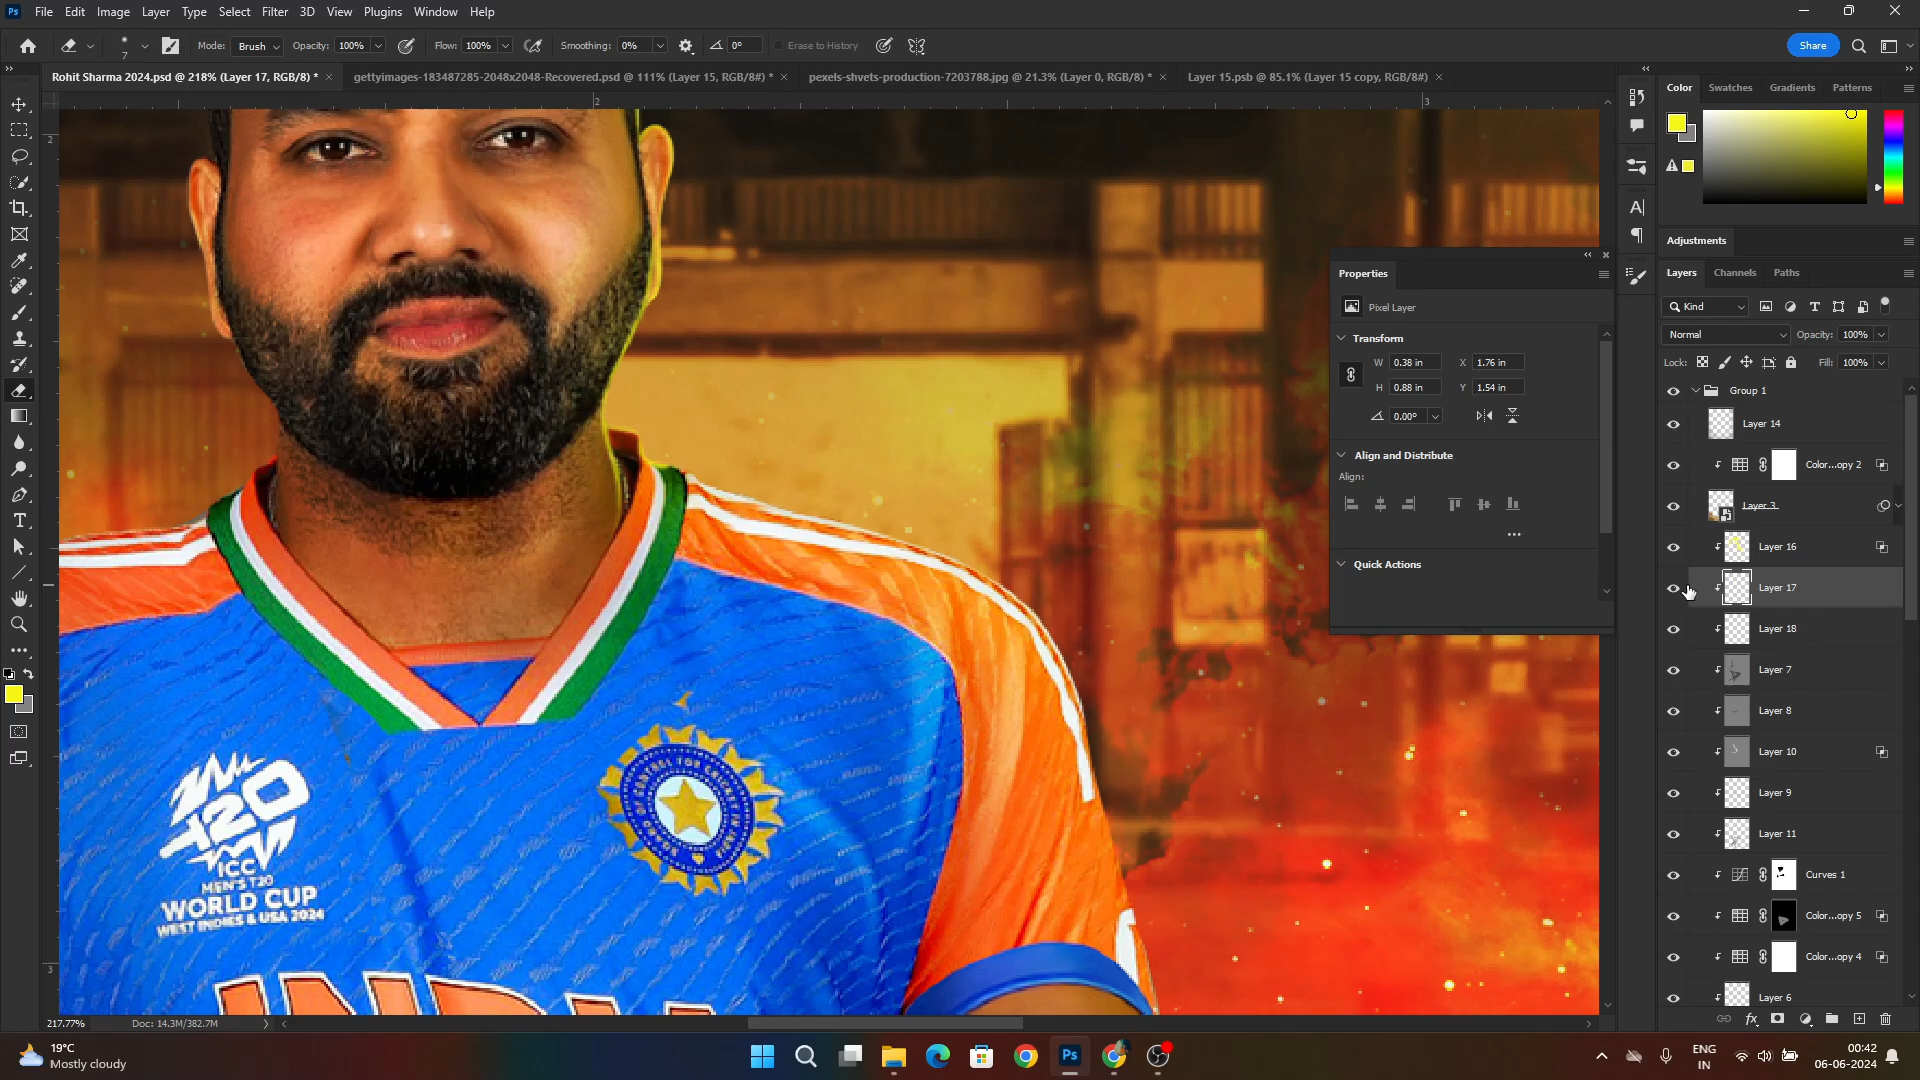 Ps File Edit Image Layer Type Select Filter 3D View Plugins Window Help
7 Mode: Brush Opacity: 100% Flow: 100% Smoothing: 0% 0° Erase to History Share
Rohit Sharma 2024.psd @ 218% (Layer 17, RGB/8) * gettyimages-183487285-2048x2048-Recovered.psd @ 111% (Layer 15, RGB/8#) * pexels-shvets-production-7203788.jpg @ 21.3% (Layer 0, RGB/8) * Layer 15.psb @ 85.1% (Layer 15 copy, RGB/8#)
Color Swatches Gradients Patterns
2 3
2
3
Adjustments
Layers Channels Paths
Kind
Normal Opacity: 100%
Lock: Fill: 100%
Group 1
Layer 14
Color...opy 2
Layer 3
Layer 16
Layer 17
Layer 18
Layer 7
Layer 8
Layer 10
Layer 9
Layer 11
Curves 1
Color...opy 5
Color...opy 4
Layer 6
Properties
Pixel Layer
Transform
W 0.38 in X 1.76 in
H 0.88 in Y 1.54 in
0.00°
Align and Distribute
Align:
Quick Actions
T20
ICC
MEN'S T20
WORLD CUP
WEST INDIES & USA 2024
INDIA
217.77% Doc: 14.3M/382.7M
19°C
Mostly cloudy
Ps
ENG
IN
00:42
06-06-2024